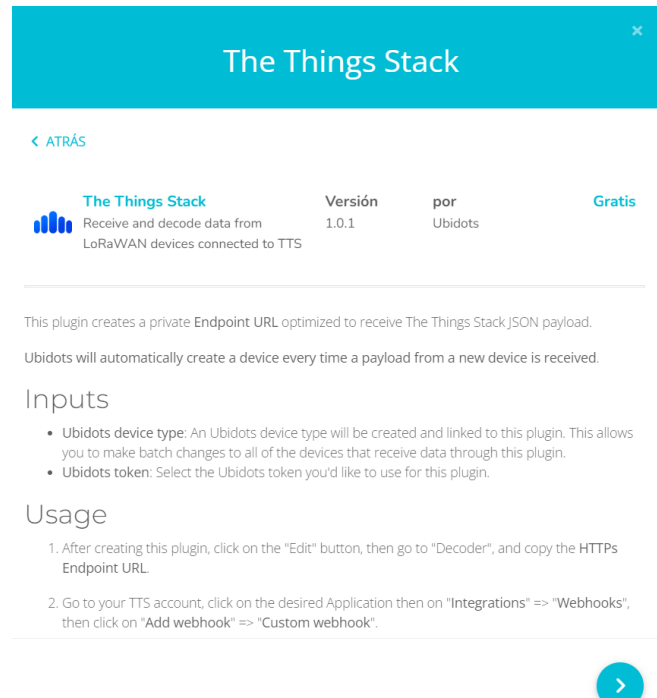 The Things Stack
×
< ATRÁS
The Things Stack
Receive and decode data from
LoRaWAN devices connected to TTS
Versión
1.0.1
por
Ubidots
Gratis
This plugin creates a private Endpoint URL optimized to receive The Things Stack JSON payload.
Ubidots will automatically create a device every time a payload from a new device is received.
Inputs
• Ubidots device type: An Ubidots device type will be created and linked to this plugin. This allows
you to make batch changes to all of the devices that receive data through this plugin.
• Ubidots token: Select the Ubidots token you'd like to use for this plugin.
Usage
1. After creating this plugin, click on the "Edit" button, then go to "Decoder", and copy the HTTPs
Endpoint URL.
2. Go to your TTS account, click on the desired Application then on "Integrations" => "Webhooks",
then click on "Add webhook" => "Custom webhook".